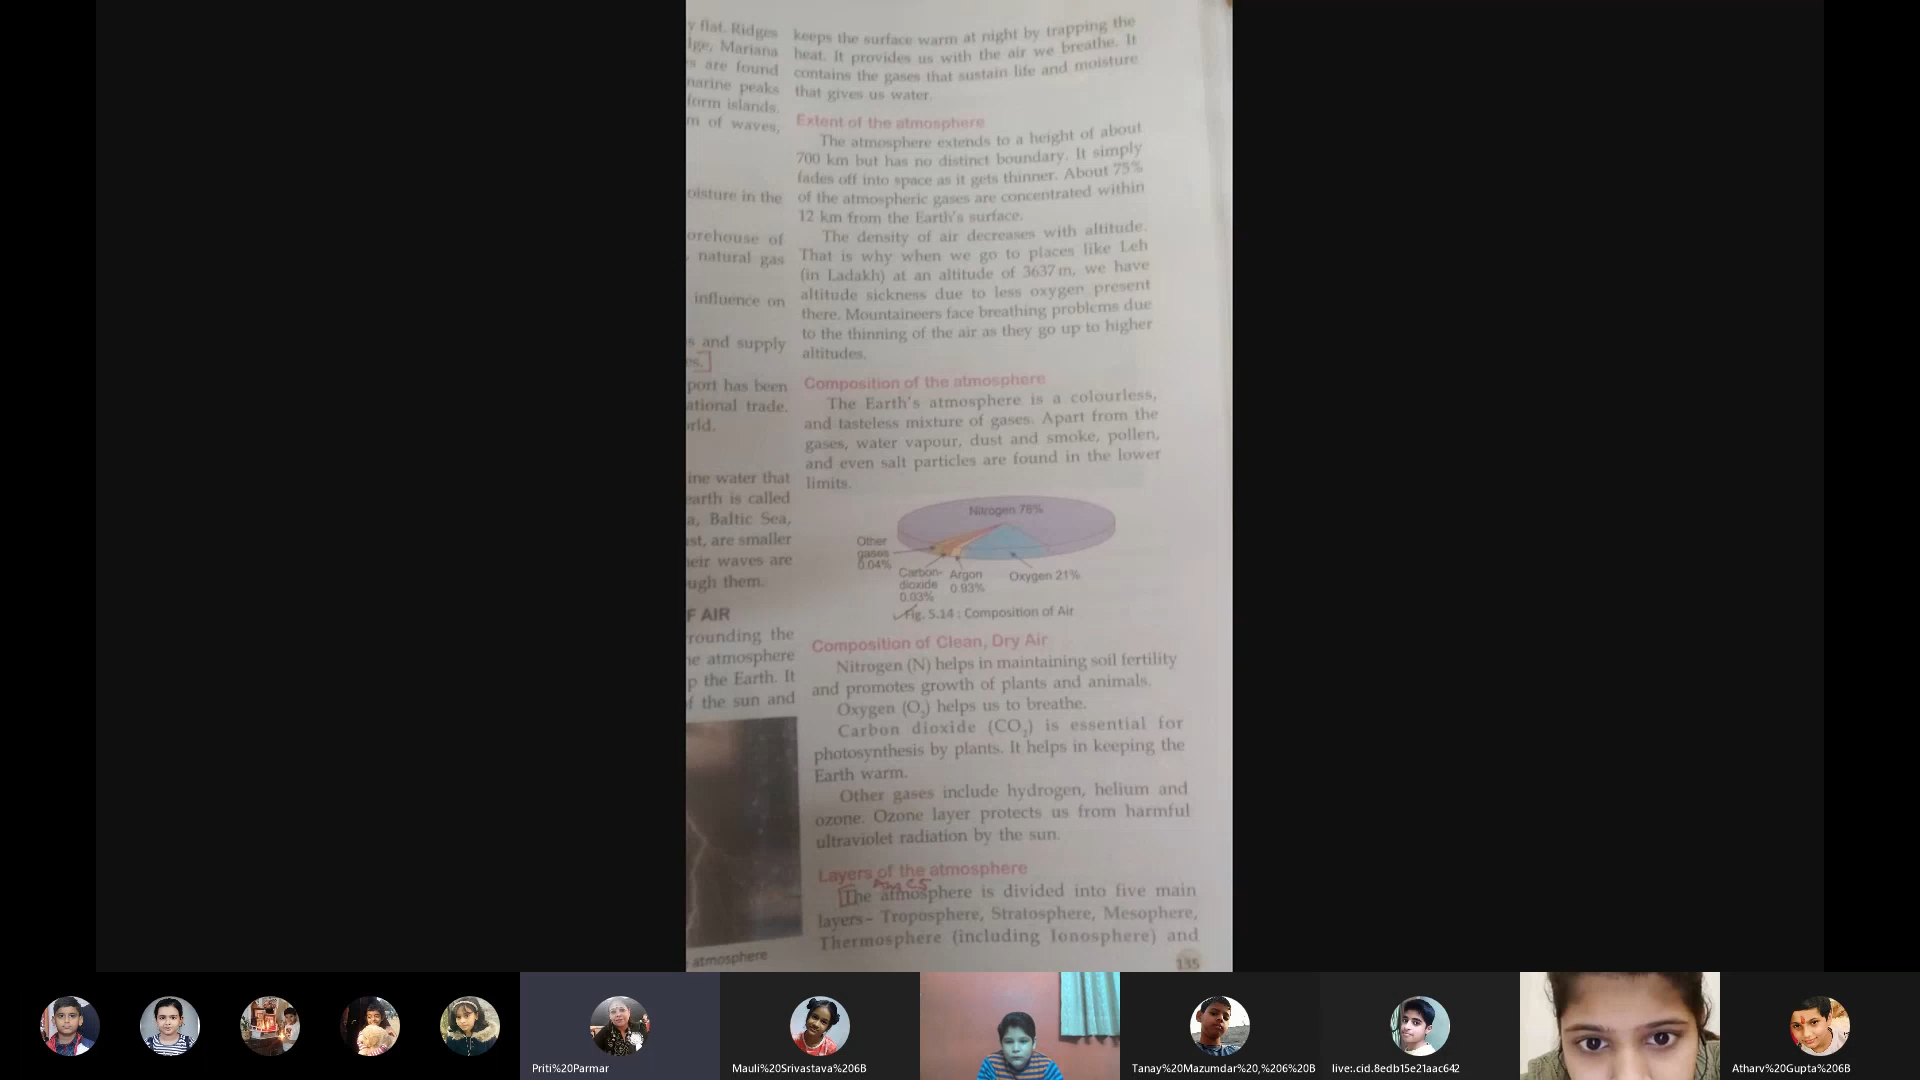 y flat. Ridges
lge, Mariana
s are found
narine peaks
form islands.
m of waves,
oisture in the
orehouse of
, natural gas
influence on
s and supply
es.]
port has been
ational trade.
orld.
ine water that
earth is called
a, Baltic Sea,
ast, are smaller
heir waves are
ugh them.
F AIR
rrounding the
he atmosphere
p the Earth. It
f the sun and
atmosphere
keeps the surface warm at night by trapping the
heat. It provides us with the air we breathe. It
contains the gases that sustain life and moisture
that gives us water.
Extent of the atmosphere
The atmosphere extends to a height of about
700 km but has no distinct boundary. It simply
fades off into space as it gets thinner. About 75%
of the atmospheric gases are concentrated within
12 km from the Earth's surface.
The density of air decreases with altitude.
That is why when we go to places like Leh
(in Ladakh) at an altitude of 3637 m, we have
altitude sickness due to less oxygen present
there. Mountaineers face breathing problems due
to the thinning of the air as they go up to higher
altitudes.
Composition of the atmosphere
The Earth's atmosphere is a colourless,
and tasteless mixture of gases. Apart from the
gases, water vapour, dust and smoke, pollen,
and even salt particles are found in the lower
limits.
Nitrogen 78%
Other
gases
0.04%
Carbon-
dioxide
0.03%
Argon
0.93%
Oxygen 21%
Fig. 5.14 : Composition of Air
Composition of Clean, Dry Air
Nitrogen (N) helps in maintaining soil fertility
and promotes growth of plants and animals.
Oxygen (O₂) helps us to breathe.
Carbon dioxide (CO₂) is essential for
photosynthesis by plants. It helps in keeping the
Earth warm.
Other gases include hydrogen, helium and
ozone. Ozone layer protects us from harmful
ultraviolet radiation by the sun.
Layers of the atmosphere
[The atmosphere is divided into five main
layers– Troposphere, Stratosphere, Mesophere,
Thermosphere (including Ionosphere) and
135
Priti%20Parmar
Mauli%20Srivastava%206B
Tanay%20Mazumdar%20,%206%20B
live:.cid.8edb15e21aac642
Atharv%20Gupta%206B